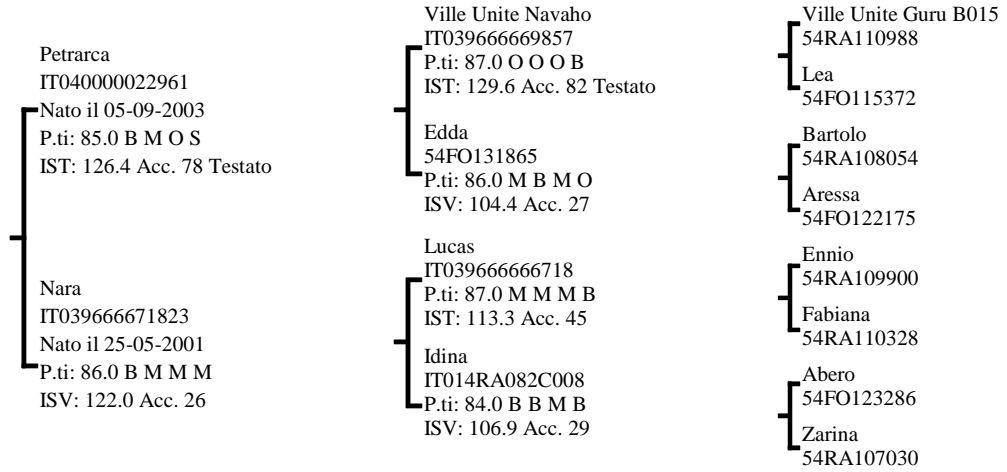 Petrarca
IT040000022961
Nato il 05-09-2003
P.ti: 85.0 B M O S
IST: 126.4 Acc. 78 Testato
Nara
IT039666671823
Nato il 25-05-2001
P.ti: 86.0 B M M M
ISV: 122.0 Acc. 26
Ville Unite Navaho
IT039666669857
P.ti: 87.0 O O O B
IST: 129.6 Acc. 82 Testato
Edda
54FO131865
P.ti: 86.0 M B M O
ISV: 104.4 Acc. 27
Lucas
IT039666666718
P.ti: 87.0 M M M B
IST: 113.3 Acc. 45
Idina
IT014RA082C008
P.ti: 84.0 B B M B
ISV: 106.9 Acc. 29
Ville Unite Guru B015
54RA110988
Lea
54FO115372
Bartolo
54RA108054
Aressa
54FO122175
Ennio
54RA109900
Fabiana
54RA110328
Abero
54FO123286
Zarina
54RA107030